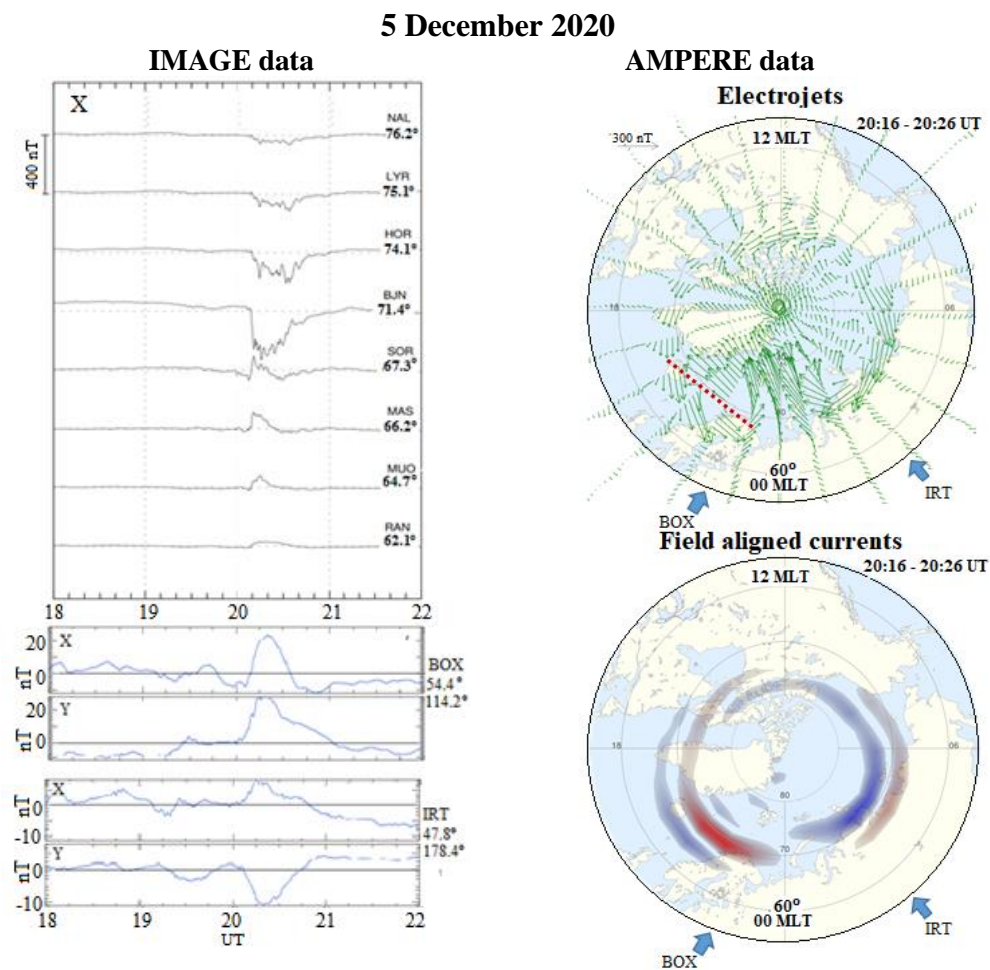 5 December 2020
IMAGE data
AMPERE data
X
400 nT
NAL
76.2°
LYR
75.1°
HOR
74.1°
BJN
71.4°
SOR
67.3°
MAS
66.2°
MUO
64.7°
RAN
62.1°
18 19 20 21 22
X
20
0
nT
BOX
54.4°
114.2°
Y
20
0
nT
X
0
-10
nT
IRT
47.8°
178.4°
Y
0
-10
nT
18 19 20 21 22
UT
Electrojets
20:16 - 20:26 UT
300 nT
12 MLT
18
06
80
60°
00 MLT
BOX
IRT
Field aligned currents
20:16 - 20:26 UT
12 MLT
18
06
80
70
60°
00 MLT
BOX
IRT